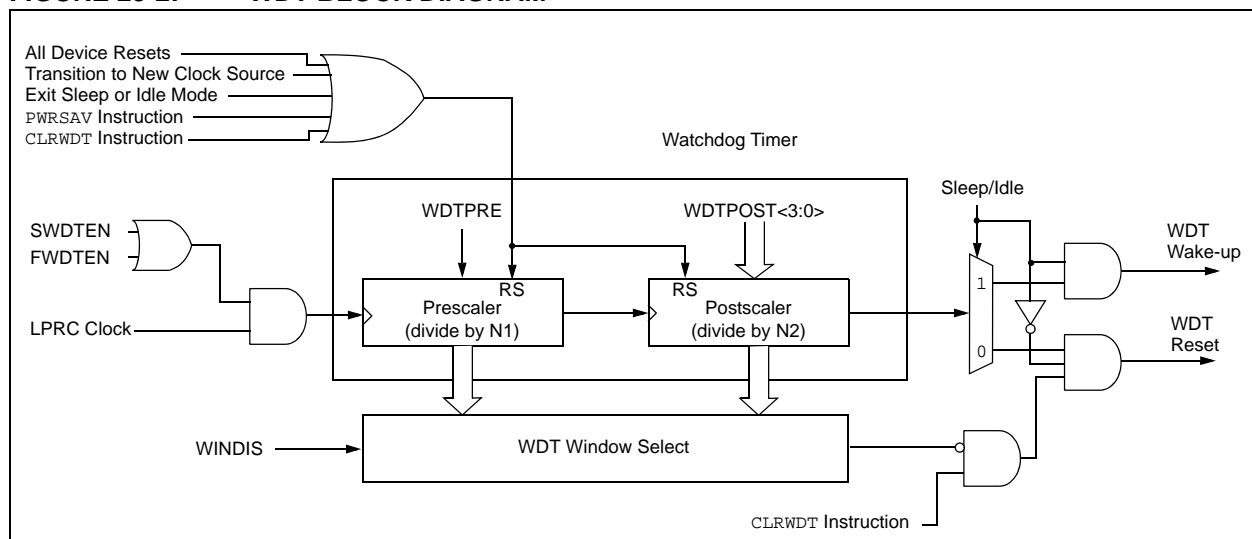 All Device Resets
Transition to New Clock Source
Exit Sleep or Idle Mode
PWRSAV Instruction
CLRWDT Instruction
Watchdog Timer
Sleep/Idle
WDTPRE
WDTPOST<3:0>
SWDTEN
FWDTEN
WDT
Wake-up
RS
RS
1
Prescaler
(divide by N1)
Postscaler
(divide by N2)
LPRC Clock
WDT
Reset
0
WINDIS
WDT Window Select
CLRWDT Instruction